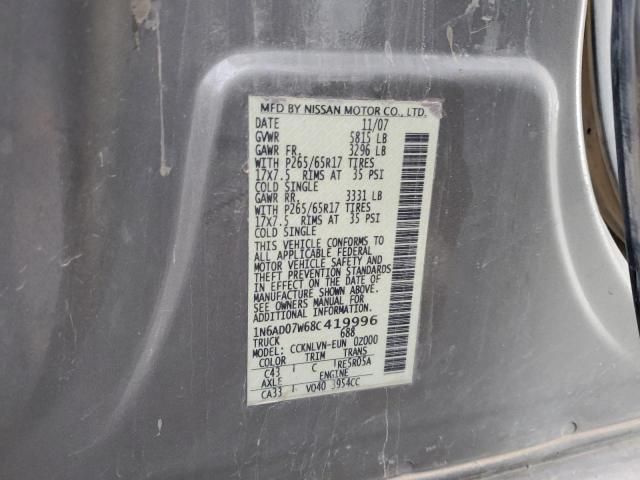 MFD BY NISSAN MOTOR CO., LTD.
DATE 11/07
GVWR 5815 LB
GAWR FR. 3296 LB
WITH P265/65R17 TIRES
17X7.5 RIMS AT 35 PSI
COLD SINGLE
GAWR RR. 3331 LB
WITH P265/65R17 TIRES
17X7.5 RIMS AT 35 PSI
COLD SINGLE
THIS VEHICLE CONFORMS TO
ALL APPLICABLE FEDERAL
MOTOR VEHICLE SAFETY AND
THEFT PREVENTION STANDARDS
IN EFFECT ON THE DATE OF
MANUFACTURE SHOWN ABOVE.
SEE OWNERS MANUAL FOR
ADDITIONAL INFORMATION
1N6AD07W68C419996
TRUCK 688
MODEL: CCKNLVN-EUN 02000
COLOR TRIM TRANS
C43 C RE5R05A
AXLE ENGINE
CA33 VQ40 3954CC